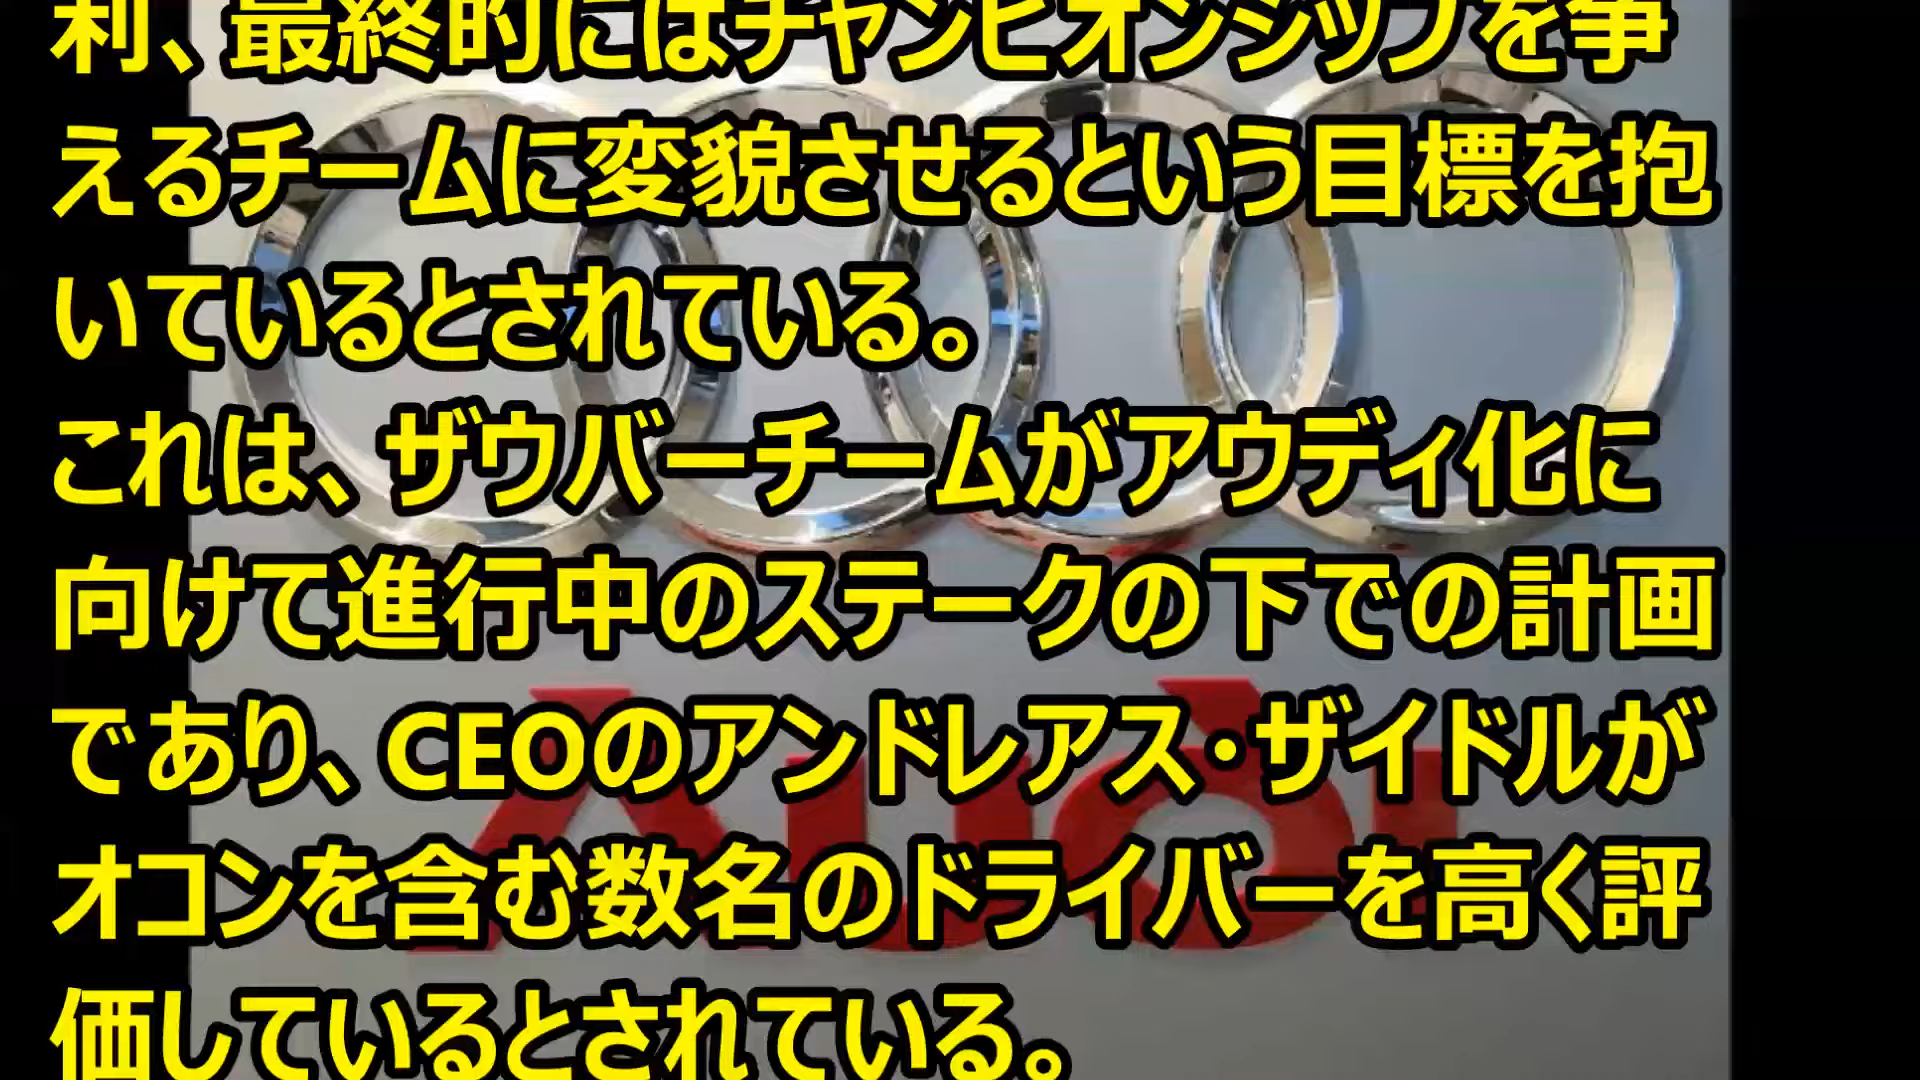 利、最終的にはチャンピオンシップを争
えるチームに変貌させるという目標を抱
いているとされている。
これは、ザウバーチームがアウディ化に
向けて進行中のステークの下での計画
であり、CEOのアンドレアス・ザイドルが
オコンを含む数名のドライバーを高く評
価しているとされている。
Audi